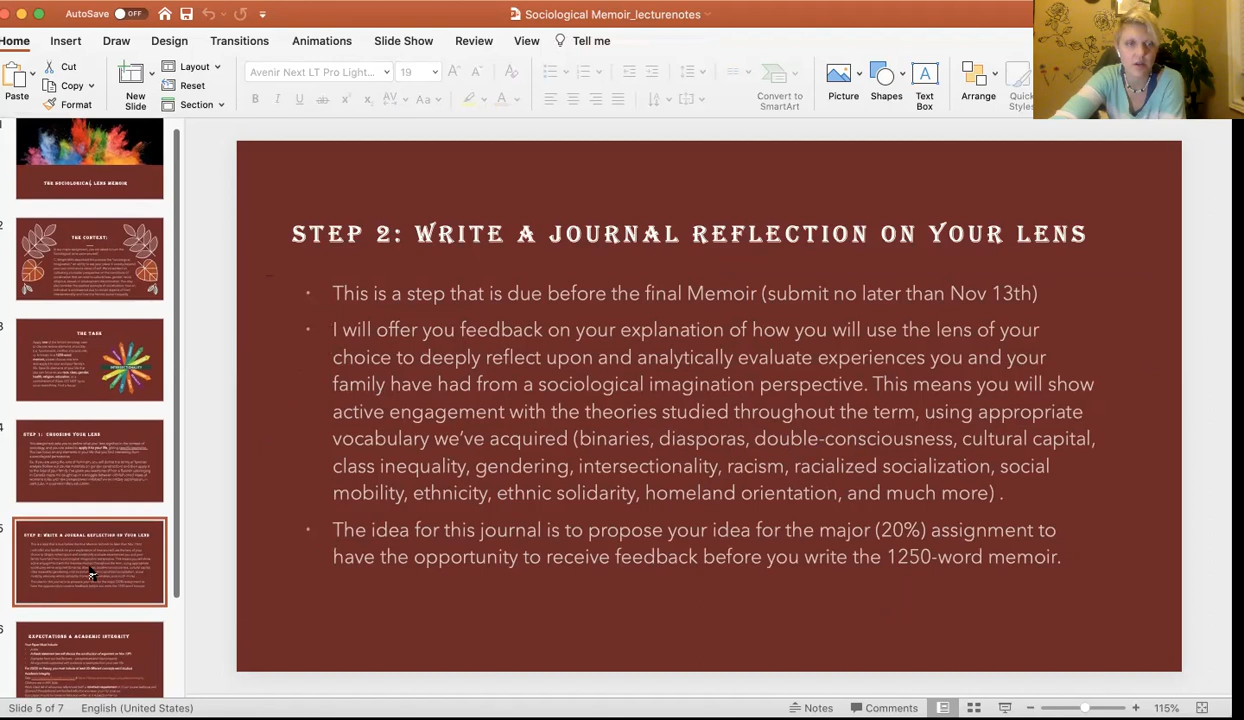 AutoSave OFF
Sociological Memoir_lecturenotes
Home Insert Draw Design Transitions Animations Slide Show Review View Tell me
Paste
Cut
Copy
Format
New
Slide
Layout
Reset
Section
Avenir Next LT Pro Light... 19
Convert to
SmartArt
Picture
Shapes
Text
Box
Arrange
Quick
Styles
1
THE SOCIOLOGICAL LENS MEMOIR
2
THE CONTEXT:
3
THE TASK
INTERSECTIONALITY
4
STEP 1: CHOOSING YOUR LENS
5
STEP 2: WRITE A JOURNAL REFLECTION ON YOUR LENS
6
EXPECTATIONS & ACADEMIC INTEGRITY
STEP 2: WRITE A JOURNAL REFLECTION ON YOUR LENS
• This is a step that is due before the final Memoir (submit no later than Nov 13th)
• I will offer you feedback on your explanation of how you will use the lens of your
choice to deeply reflect upon and analytically evaluate experiences you and your
family have had from a sociological imagination perspective. This means you will show
active engagement with the theories studied throughout the term, using appropriate
vocabulary we've acquired (binaries, diasporas, double-consciousness, cultural capital,
class inequality, gendering, intersectionality, racism, racialized socialization, social
mobility, ethnicity, ethnic solidarity, homeland orientation, and much more) .
• The idea for this journal is to propose your idea for the major (20%) assignment to
have the opportunity to receive feedback before you write the 1250-word memoir.
Slide 5 of 7 English (United States) Notes Comments 115%